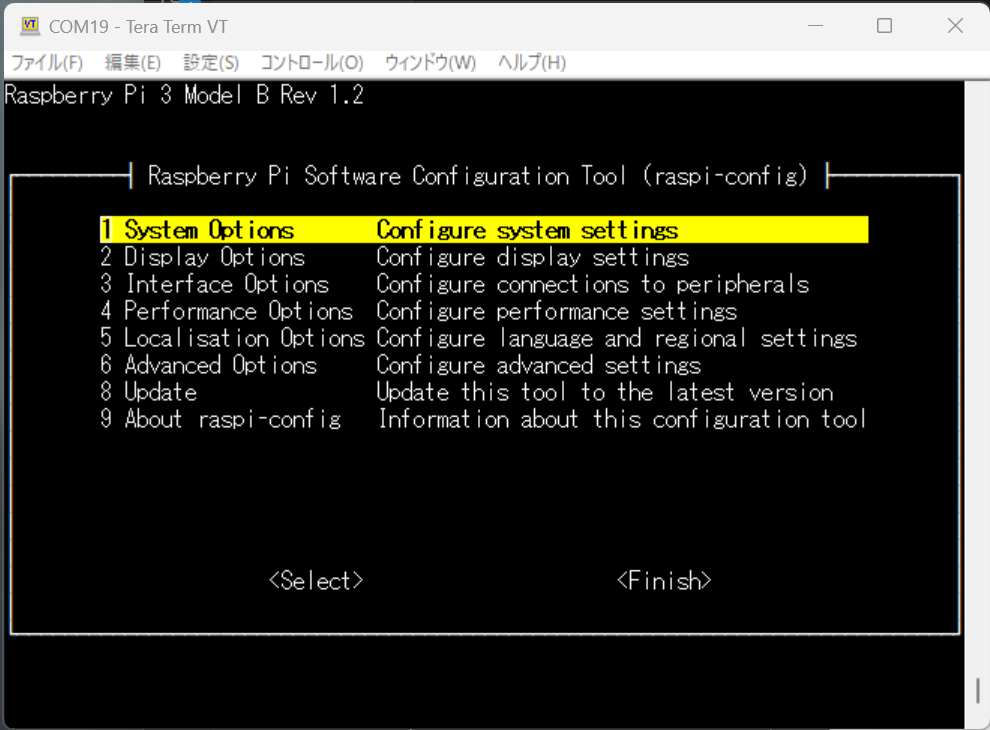 COM19 - Tera Term VT
ファイル(F) 編集(E) 設定(S) コントロール(O) ウィンドウ(W) ヘルプ(H)
Raspberry Pi 3 Model B Rev 1.2
Raspberry Pi Software Configuration Tool (raspi-config)
1 System Options Configure system settings
2 Display Options Configure display settings
3 Interface Options Configure connections to peripherals
4 Performance Options Configure performance settings
5 Localisation Options Configure language and regional settings
6 Advanced Options Configure advanced settings
8 Update Update this tool to the latest version
9 About raspi-config Information about this configuration tool
<Select> <Finish>